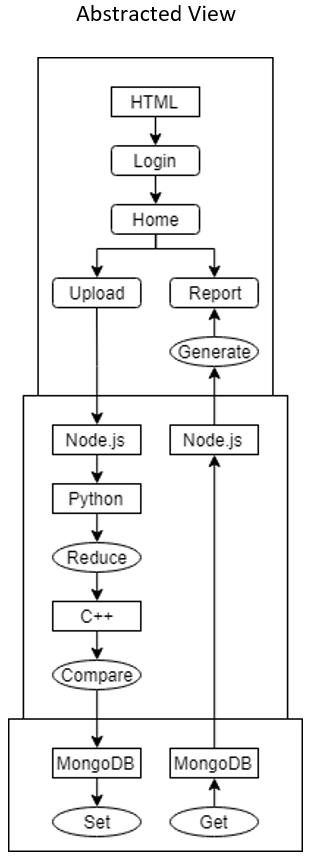 Abstracted View
HTML
Login
Home
Upload
Report
Generate
Node.js
Node.js
Python
Reduce
C++
Compare
MongoDB
MongoDB
Set
Get